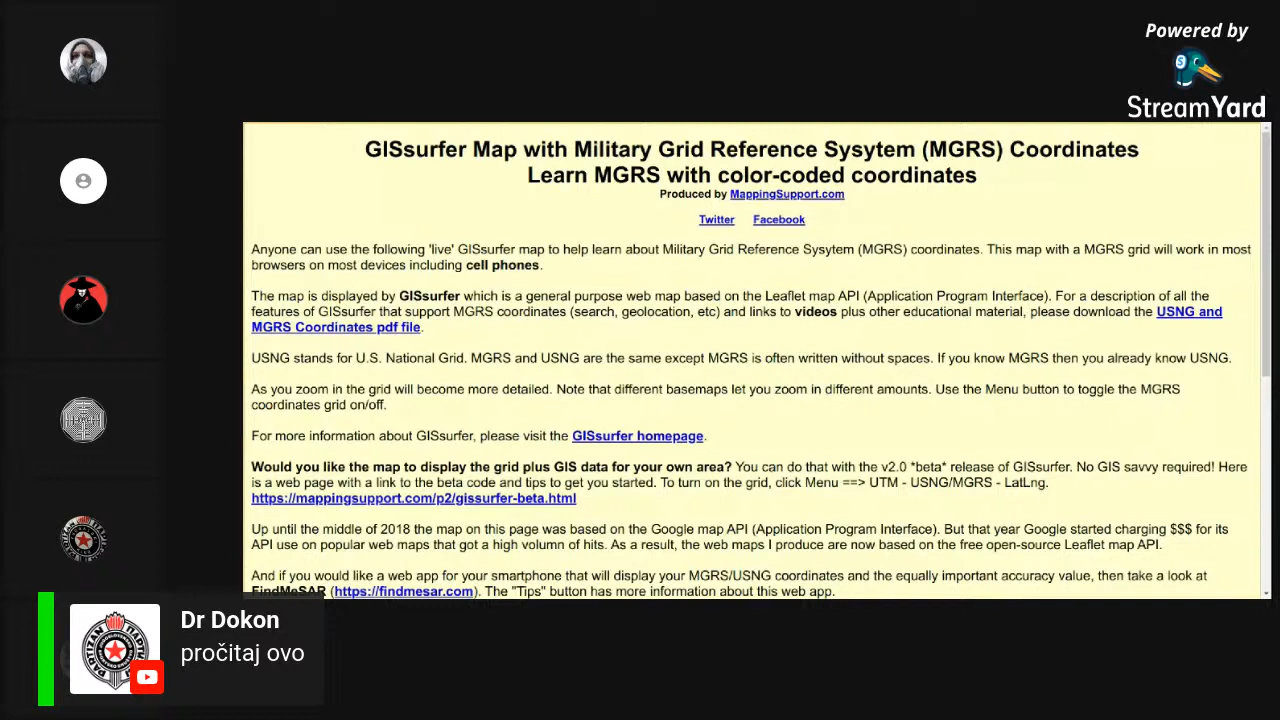 Powered by
StreamYard
GISsurfer Map with Military Grid Reference Sysytem (MGRS) Coordinates
Learn MGRS with color-coded coordinates
Produced by MappingSupport.com
Twitter Facebook
Anyone can use the following 'live' GISsurfer map to help learn about Military Grid Reference Sysytem (MGRS) coordinates. This map with a MGRS grid will work in most
browsers on most devices including cell phones.
The map is displayed by GISsurfer which is a general purpose web map based on the Leaflet map API (Application Program Interface). For a description of all the
features of GISsurfer that support MGRS coordinates (search, geolocation, etc) and links to videos plus other educational material, please download the USNG and
MGRS Coordinates pdf file.
USNG stands for U.S. National Grid. MGRS and USNG are the same except MGRS is often written without spaces. If you know MGRS then you already know USNG.
As you zoom in the grid will become more detailed. Note that different basemaps let you zoom in different amounts. Use the Menu button to toggle the MGRS
coordinates grid on/off.
For more information about GISsurfer, please visit the GISsurfer homepage.
Would you like the map to display the grid plus GIS data for your own area? You can do that with the v2.0 *beta* release of GISsurfer. No GIS savvy required! Here
is a web page with a link to the beta code and tips to get you started. To turn on the grid, click Menu ==> UTM - USNG/MGRS - LatLng.
https://mappingsupport.com/p2/gissurfer-beta.html
Up until the middle of 2018 the map on this page was based on the Google map API (Application Program Interface). But that year Google started charging $$$ for its
API use on popular web maps that got a high volumn of hits. As a result, the web maps I produce are now based on the free open-source Leaflet map API.
And if you would like a web app for your smartphone that will display your MGRS/USNG coordinates and the equally important accuracy value, then take a look at
FindMeSAR (https://findmesar.com). The "Tips" button has more information about this web app.
Dr Dokon
pročitaj ovo